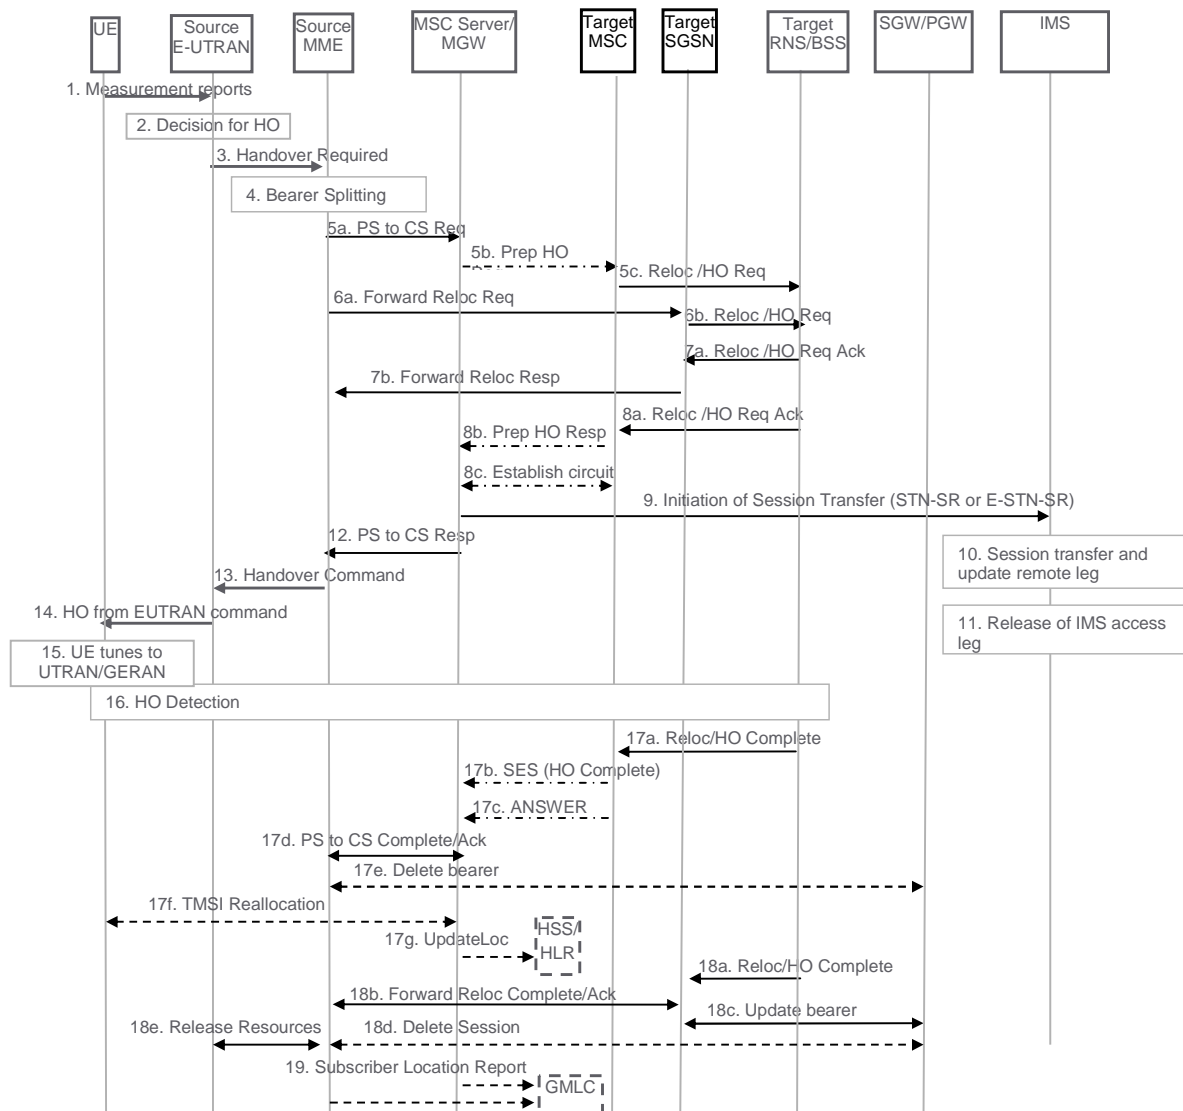 UE
Source
E-UTRAN
Source
MME
MSC Server/
MGW
Target
MSC
Target
SGSN
Target
RNS/BSS
SGW/PGW
IMS
1. Measurement reports
2. Decision for HO
3. Handover Required
4. Bearer Splitting
5a. PS to CS Req
5b. Prep HO
5c. Reloc /HO Req
6a. Forward Reloc Req
6b. Reloc /HO Req
7a. Reloc /HO Req Ack
7b. Forward Reloc Resp
8a. Reloc /HO Req Ack
8b. Prep HO Resp
8c. Establish circuit
9. Initiation of Session Transfer (STN-SR or E-STN-SR)
12. PS to CS Resp
10. Session transfer and
update remote leg
13. Handover Command
14. HO from EUTRAN command
11. Release of IMS access
leg
15. UE tunes to
UTRAN/GERAN
16. HO Detection
17a. Reloc/HO Complete
17b. SES (HO Complete)
17c. ANSWER
17d. PS to CS Complete/Ack
17e. Delete bearer
17f. TMSI Reallocation
17g. UpdateLoc
HSS/
HLR
18a. Reloc/HO Complete
18b. Forward Reloc Complete/Ack
18c. Update bearer
18e. Release Resources
18d. Delete Session
19. Subscriber Location Report
GMLC